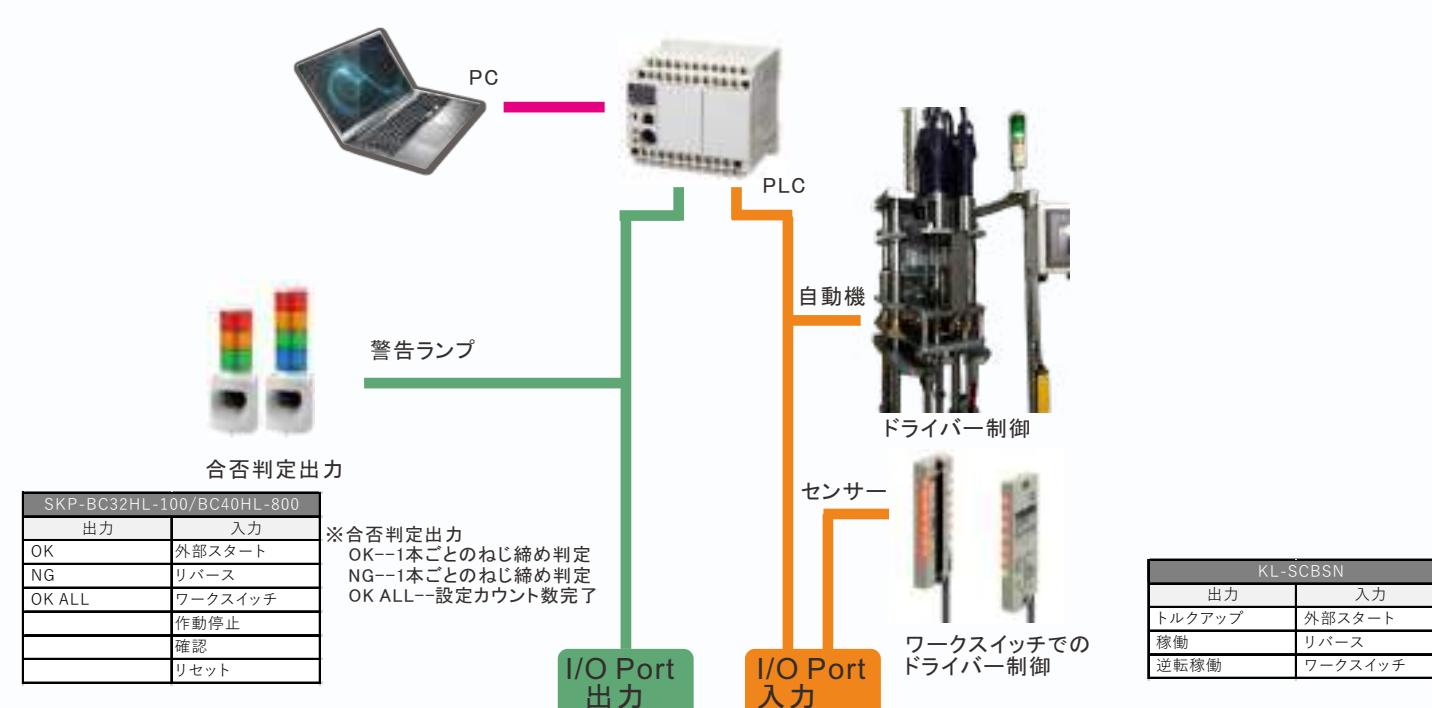 PC
PLC
自動機
ドライバー制御
警告ランプ
合否判定出力
センサー
ワークスイッチでの
ドライバー制御
SKP-BC32HL-100/BC40HL-800
出力 入力
OK 外部スタート
NG リバース
OK ALL ワークスイッチ
作動停止
確認
リセット
※合否判定出力
OK--1本ごとのねじ締め判定
NG--1本ごとのねじ締め判定
OK ALL--設定カウント数完了
I/O Port
出力
I/O Port
入力
KL-SCBSN
出力 入力
トルクアップ 外部スタート
稼働 リバース
逆転稼働 ワークスイッチ